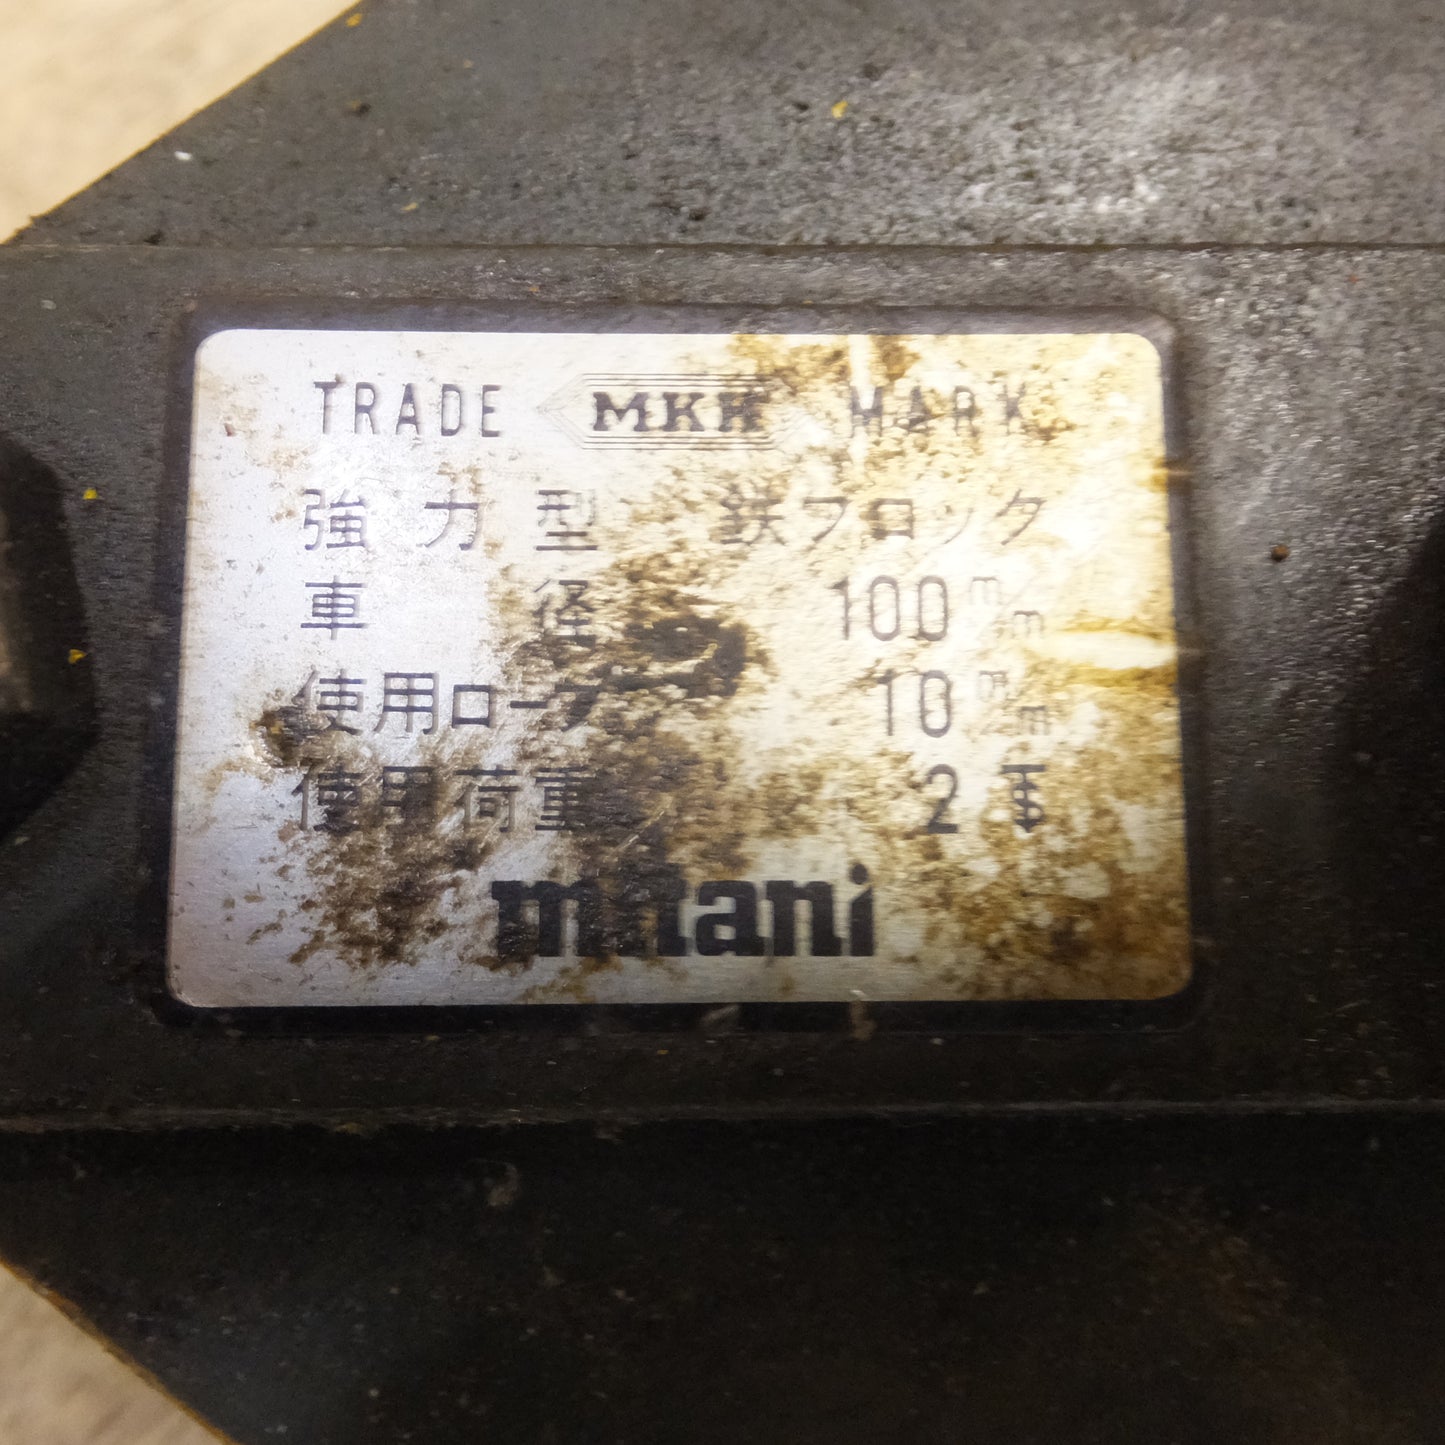 TRADE MKH MARK
強力型 鉄ブロック
車径 100m/m
使用ロープ 10m/m
使用荷重 2T
mitani